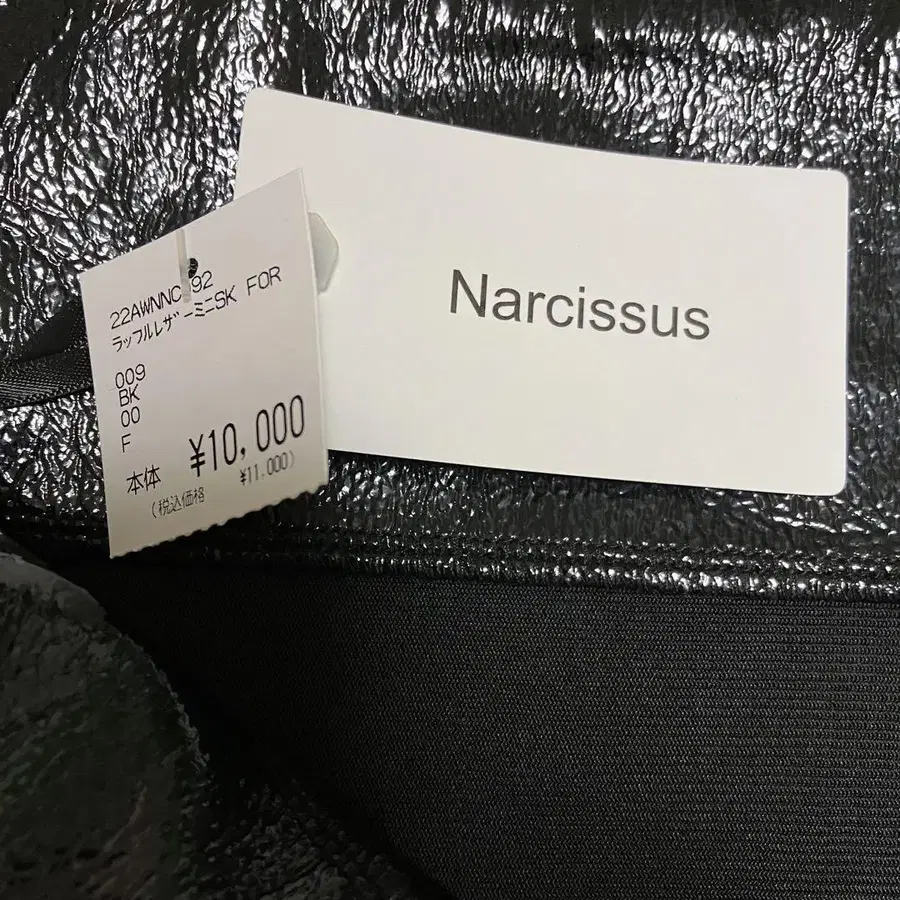 22AWNNC 92
ラッフルレザーミニSK FOR
009
BK
00
F
本体 ¥10,000
(税込価格 ¥11,000)
Narcissus